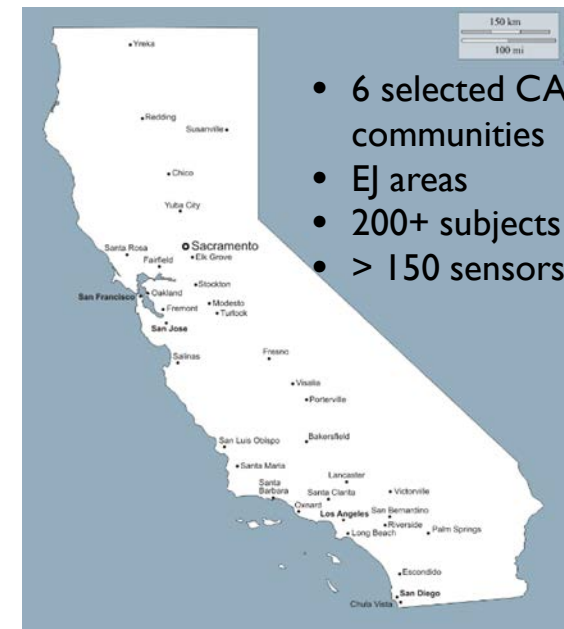 150 km
100 mi
• 6 selected CA
communities
• EJ areas
• 200+ subjects
• > 150 sensors
Yreka
Redding
Susanville
Chico
Yuba City
Santa Rosa
Sacramento
Fairfield
Elk Grove
Stockton
San Francisco
Oakland
Modesto
Fremont
Turlock
San Jose
Salinas
Fresno
Visalia
Porterville
San Luis Obispo
Bakersfield
Santa Maria
Lancaster
Santa
Barbara
Santa Clarita
Victorville
Oxnard
Los Angeles
San Bernardino
Riverside
Long Beach
Palm Springs
Escondido
San Diego
Chula Vista